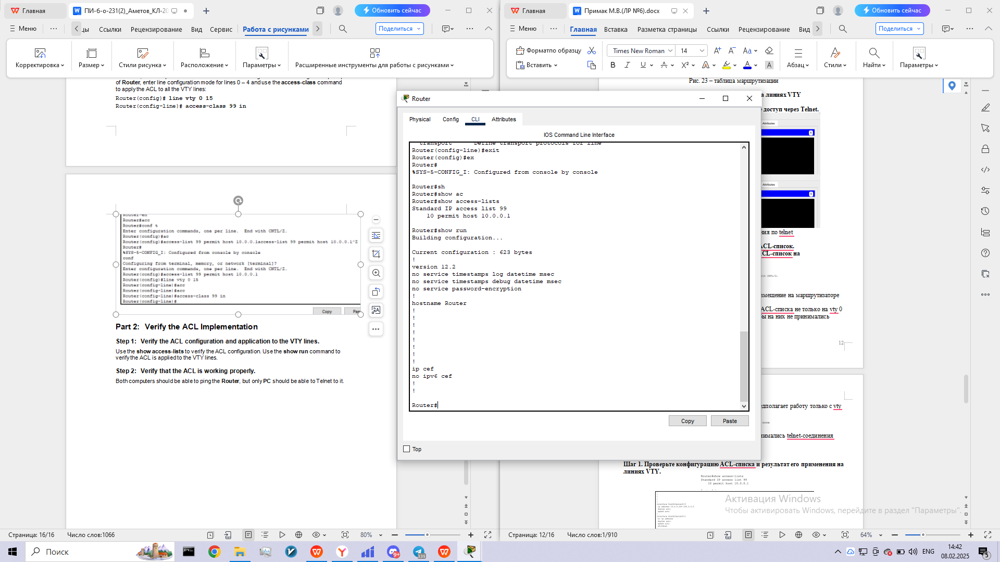 Главная
ПИ-6-о-231(2)_Аметов_КЛ-20
Обновить сейчас
Меню
Ссылки
Рецензирование
Вид
Сервис
Работа с рисунками
Поделиться
Корректировка
Размер
Стили рисунка
Расположение
Параметры
Расширенные инструменты для работы с рисунками
of Router, enter line configuration mode for lines 0 – 4 and use the access-class command
to apply the ACL to all the VTY lines:
Router(config)# line vty 0 15
Router(config-line)# access-class 99 in
Router>en
Router#acc
Router#conf t
Enter configuration commands, one per line. End with CNTL/Z.
Router(config)#ac
Router(config)#access-list 99 permit host 10.0.0.1access-list 99 permit host 10.0.0.1^Z
Router#
%SYS-5-CONFIG_I: Configured from console by console
conf
Configuring from terminal, memory, or network [terminal]?
Enter configuration commands, one per line. End with CNTL/Z.
Router(config)#access-list 99 permit host 10.0.0.1
Router(config)#line vty 0 15
Router(config-line)#acc
Router(config-line)#acc
Router(config-line)#access-class 99 in
Router(config-line)#
Copy
Pas
Part 2: Verify the ACL Implementation
Step 1: Verify the ACL configuration and application to the VTY lines.
Use the show access-lists to verify the ACL configuration. Use the show run command to
verify the ACL is applied to the VTY lines.
Step 2: Verify that the ACL is working properly.
Both computers should be able to ping the Router, but only PC should be able to Telnet to it.
Страница: 16/16
Число слов:1066
80%
Router
Physical
Config
CLI
Attributes
IOS Command Line Interface
transport Define transport protocols for line
Router(config-line)#exit
Router(config)#ex
Router#
%SYS-5-CONFIG_I: Configured from console by console
Router#sh
Router#show ac
Router#show access-lists
Standard IP access list 99
10 permit host 10.0.0.1
Router#show run
Building configuration...
Current configuration : 623 bytes
!
version 12.2
no service timestamps log datetime msec
no service timestamps debug datetime msec
no service password-encryption
!
hostname Router
!
!
!
!
!
!
!
!
ip cef
no ipv6 cef
!
!
Router#
Copy
Paste
Top
Главная
Примак М.В.(ЛР №6).docx
Обновить сейчас
Меню
Главная
Вставка
Разметка страницы
Ссылки
Рецензирование
Вид
Поделиться
Формат по образцу
Вставить
Times New Roman
14
Абзац
Стили
Найти
Параметры
Рис. 23 – таблица маршрутизации
а линиях VTY
доступ через Telnet.
Attributes
Attributes
ния по telnet
ACL-список.
CL-список на
мещение на маршрутизаторе
ACL-списка не только на vty 0
бы на них не принимались
12
едполагает работу только с vty
нимались telnet-соединения
Шаг 1. Проверьте конфигурацию ACL-списка и результат его применения на
линиях VTY.
Router#show access-lists
Standard IP access list 99
10 permit host 10.0.0.1
Активация Windows
Чтобы активировать Windows, перейдите в раздел "Параметры".
Страница: 12/16
Число слов:1/910
64%
Поиск
ENG
14:42
08.02.2025